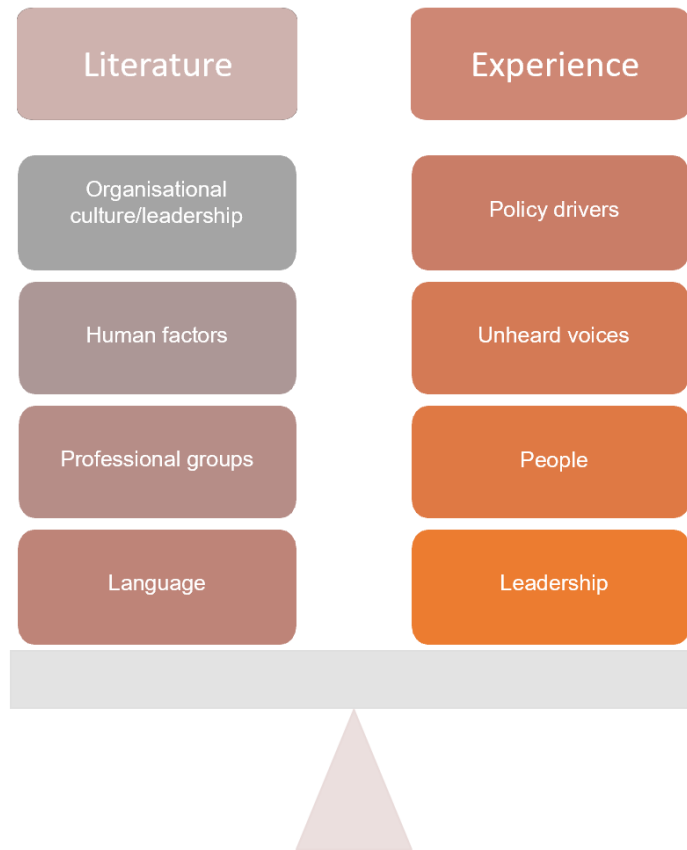 Literature
Experience
Organisational
culture/leadership
Policy drivers
Human factors
Unheard voices
Professional groups
People
Language
Leadership